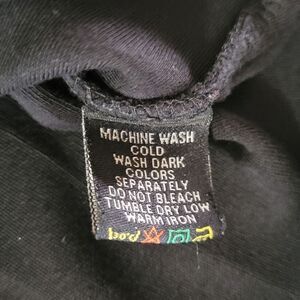 MACHINE WASH
COLD
WASH DARK
COLORS
SEPARATELY
DO NOT BLEACH
TUMBLE DRY LOW
WARM IRON